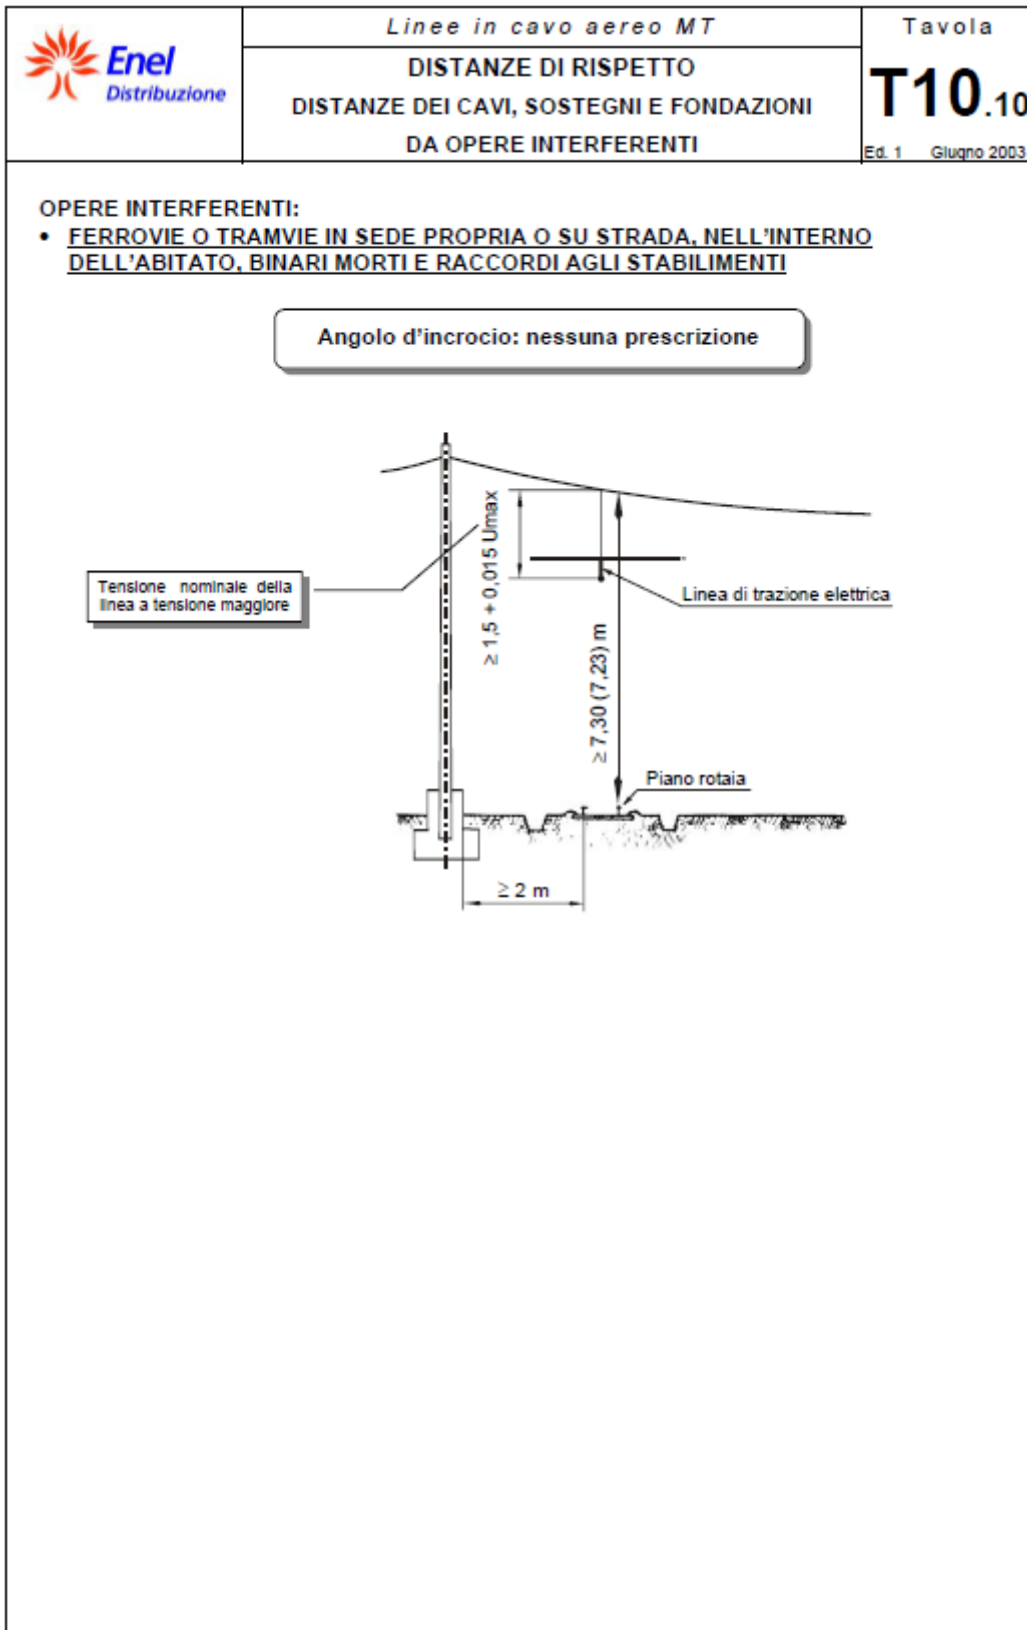 Enel
Distribuzione
Linee in cavo aereo MT
DISTANZE DI RISPETTO
DISTANZE DEI CAVI, SOSTEGNI E FONDAZIONI
DA OPERE INTERFERENTI
Tavola
T10.10
Ed. 1 Giugno 2003
OPERE INTERFERENTI:
• FERROVIE O TRAMVIE IN SEDE PROPRIA O SU STRADA, NELL'INTERNO
DELL'ABITATO, BINARI MORTI E RACCORDI AGLI STABILIMENTI
Angolo d'incrocio: nessuna prescrizione
≥ 1,5 + 0,015 Umax
Tensione nominale della
linea a tensione maggiore
Linea di trazione elettrica
≥ 7,30 (7,23) m
Piano rotaia
≥ 2 m